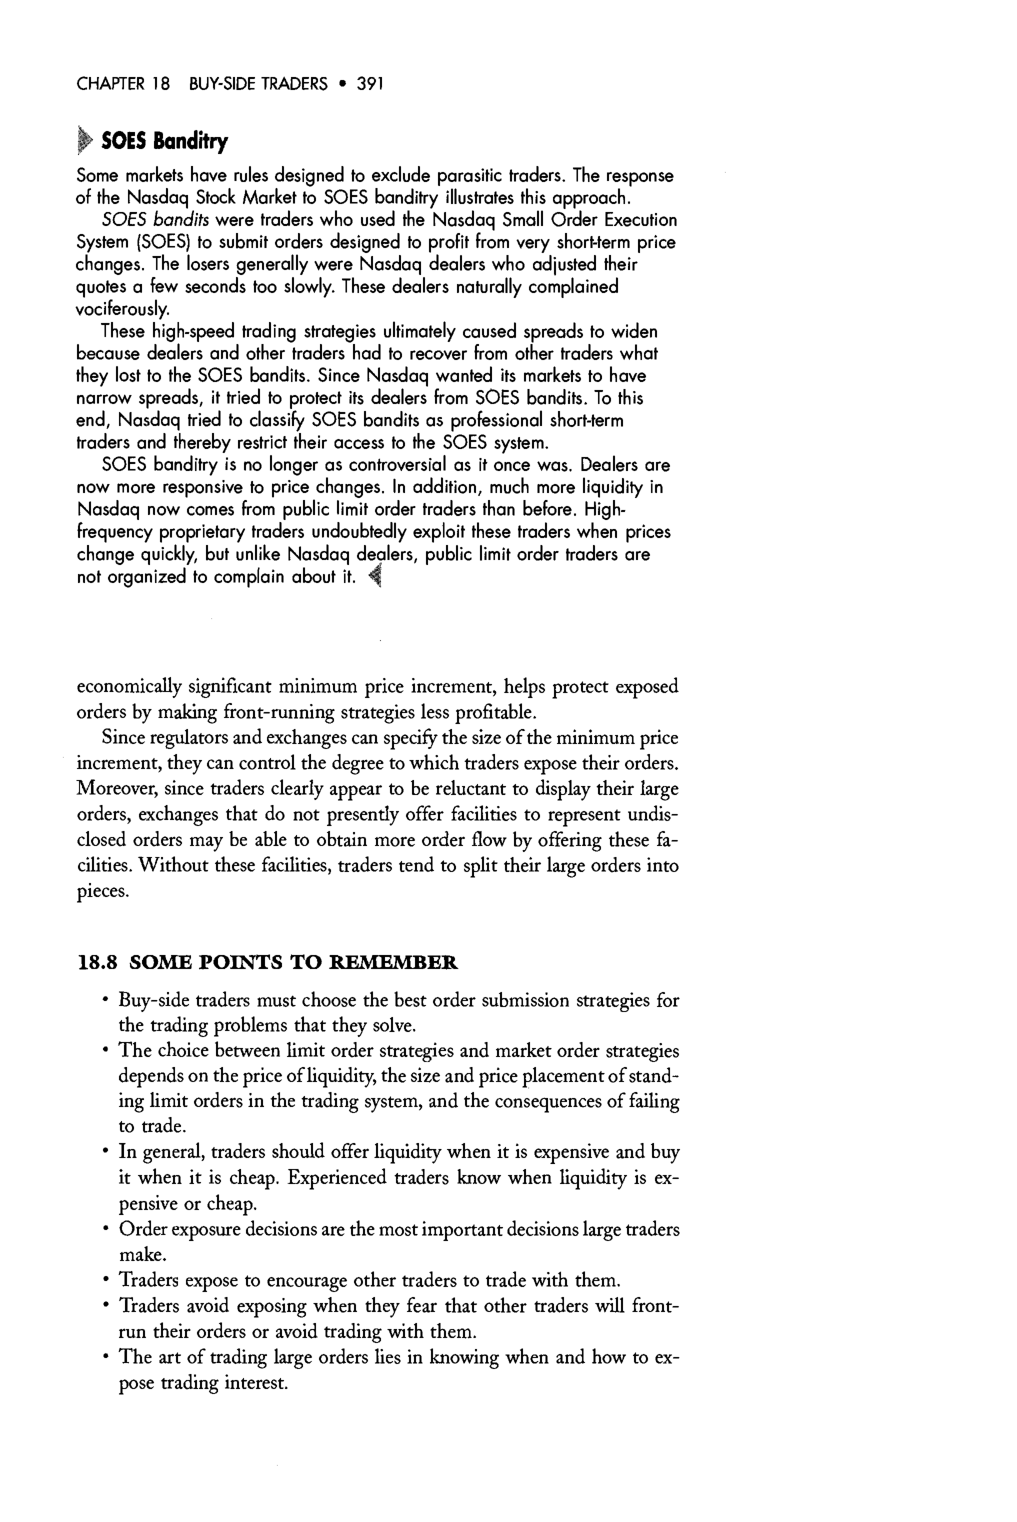 CHAPTER 18 BUY-SIDE TRADERS • 391
SOES Banditry
Some markets have rules designed to exclude parasitic traders. The response
of the Nasdaq Stock Market to SOES banditry illustrates this approach.
SOES bandits were traders who used the Nasdaq Small Order Execution
System (SOES) to submit orders designed to profit from very short-term price
changes. The losers generally were Nasdaq dealers who adjusted their
quotes a few seconds too slowly. These dealers naturally complained
vociferously.
These high-speed trading strategies ultimately caused spreads to widen
because dealers and other traders had to recover from other traders what
they lost to the SOES bandits. Since Nasdaq wanted its markets to have
narrow spreads, it tried to protect its dealers from SOES bandits. To this
end, Nasdaq tried to classify SOES bandits as professional short-term
traders and thereby restrict their access to the SOES system.
SOES banditry is no longer as controversial as it once was. Dealers are
now more responsive to price changes. In addition, much more liquidity in
Nasdaq now comes from public limit order traders than before. High-
frequency proprietary traders undoubtedly exploit these traders when prices
change quickly, but unlike Nasdaq dealers, public limit order traders are
not organized to complain about it.
economically significant minimum price increment, helps protect exposed
orders by making front-running strategies less profitable.
Since regulators and exchanges can specify the size of the minimum price
increment, they can control the degree to which traders expose their orders.
Moreover, since traders clearly appear to be reluctant to display their large
orders, exchanges that do not presently offer facilities to represent undis-
closed orders may be able to obtain more order flow by offering these fa-
cilities. Without these facilities, traders tend to split their large orders into
pieces.
18.8 SOME POINTS TO REMEMBER
• Buy-side traders must choose the best order submission strategies for
the trading problems that they solve.
• The choice between limit order strategies and market order strategies
depends on the price of liquidity, the size and price placement of stand-
ing limit orders in the trading system, and the consequences of failing
to trade.
• In general, traders should offer liquidity when it is expensive and buy
it when it is cheap. Experienced traders know when liquidity is ex-
pensive or cheap.
• Order exposure decisions are the most important decisions large traders
make.
• Traders expose to encourage other traders to trade with them.
• Traders avoid exposing when they fear that other traders will front-
run their orders or avoid trading with them.
• The art of trading large orders lies in knowing when and how to ex-
pose trading interest.